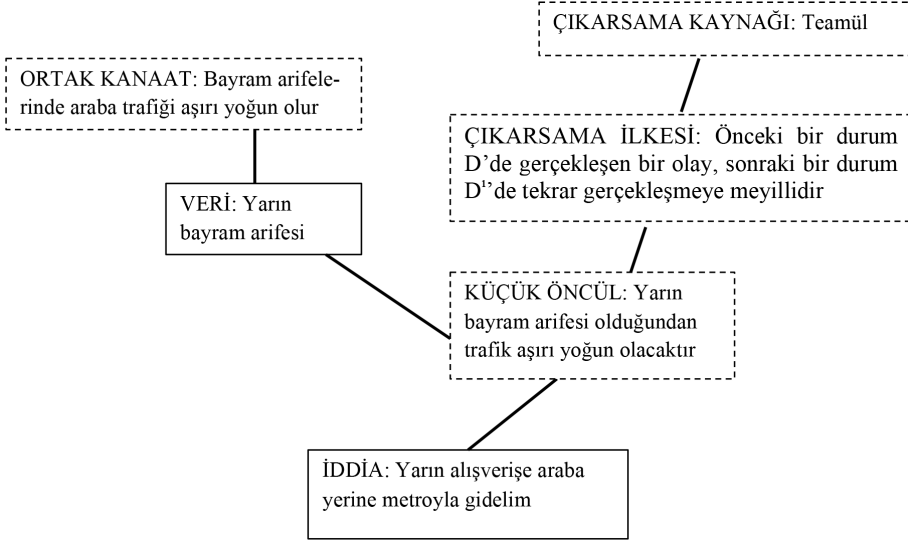 ÇIKARSAMA KAYNAĞI: Teamül
ORTAK KANAAT: Bayram arifele-
rinde araba trafiği aşırı yoğun olur
ÇIKARSAMA İLKESİ: Önceki bir durum
D’de gerçekleşen bir olay, sonraki bir durum
D¹’de tekrar gerçekleşmeye meyillidir
VERİ: Yarın
bayram arifesi
KÜÇÜK ÖNCÜL: Yarın
bayram arifesi olduğundan
trafik aşırı yoğun olacaktır
İDDİA: Yarın alışverişe araba
yerine metroyla gidelim